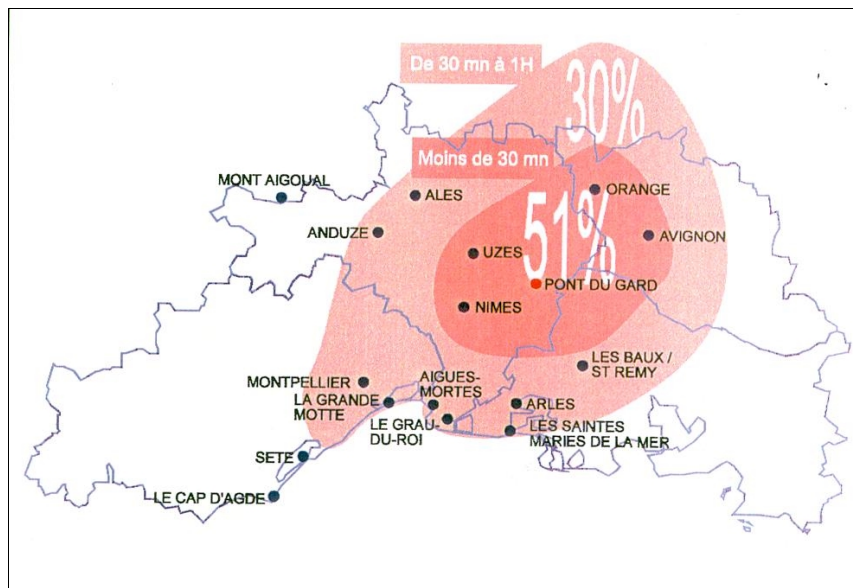 De 30 mn à 1H
30%
Moins de 30 mn
MONT AIGOUAL
ALES
ORANGE
ANDUZE
51%
AVIGNON
UZES
PONT DU GARD
NIMES
LES BAUX /
ST REMY
MONTPELLIER
AIGUES-
MORTES
LA GRANDE
MOTTE
ARLES
LE GRAU-
DU-ROI
LES SAINTES
MARIES DE LA MER
SETE
LE CAP D'AGDE